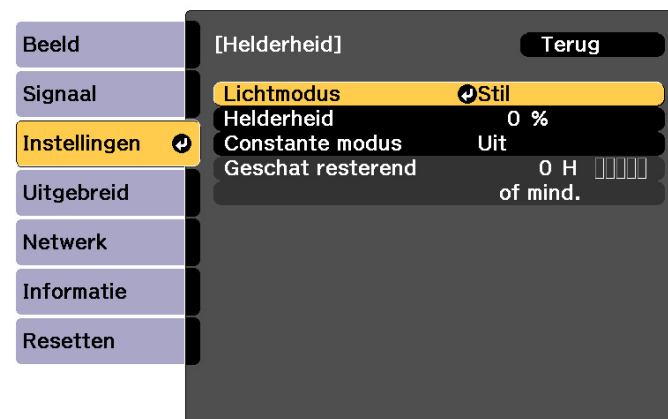 Beeld
Signaal
Instellingen
Uitgebreid
Netwerk
Informatie
Resetten
[Helderheid] Terug
Lichtmodus Stil
Helderheid 0 %
Constante modus Uit
Geschat resterend 0 H
of mind.